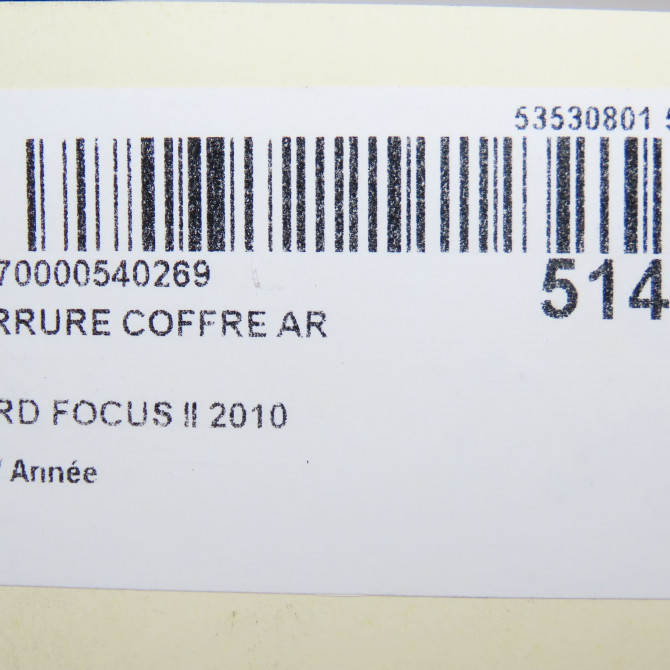 53530801 5
70000540269
514
RRURE COFFRE AR
RD FOCUS II 2010
/ Année